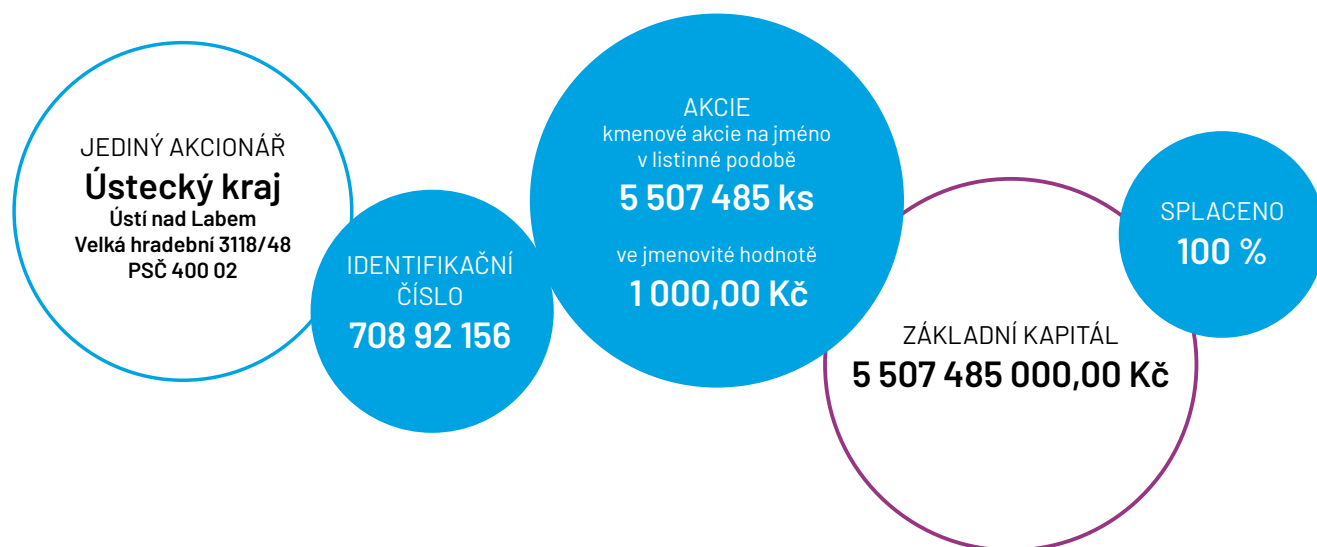 JEDINÝ AKCIONÁŘ
Ústecký kraj
Ústí nad Labem
Velká hradební 3118/48
PSČ 400 02
IDENTIFIKAČNÍ
ČÍSLO
708 92 156
AKCIE
kmenové akcie na jméno
v listinné podobě
5 507 485 ks
ve jmenovité hodnotě
1 000,00 Kč
ZÁKLADNÍ KAPITÁL
5 507 485 000,00 Kč
SPLACENO
100 %